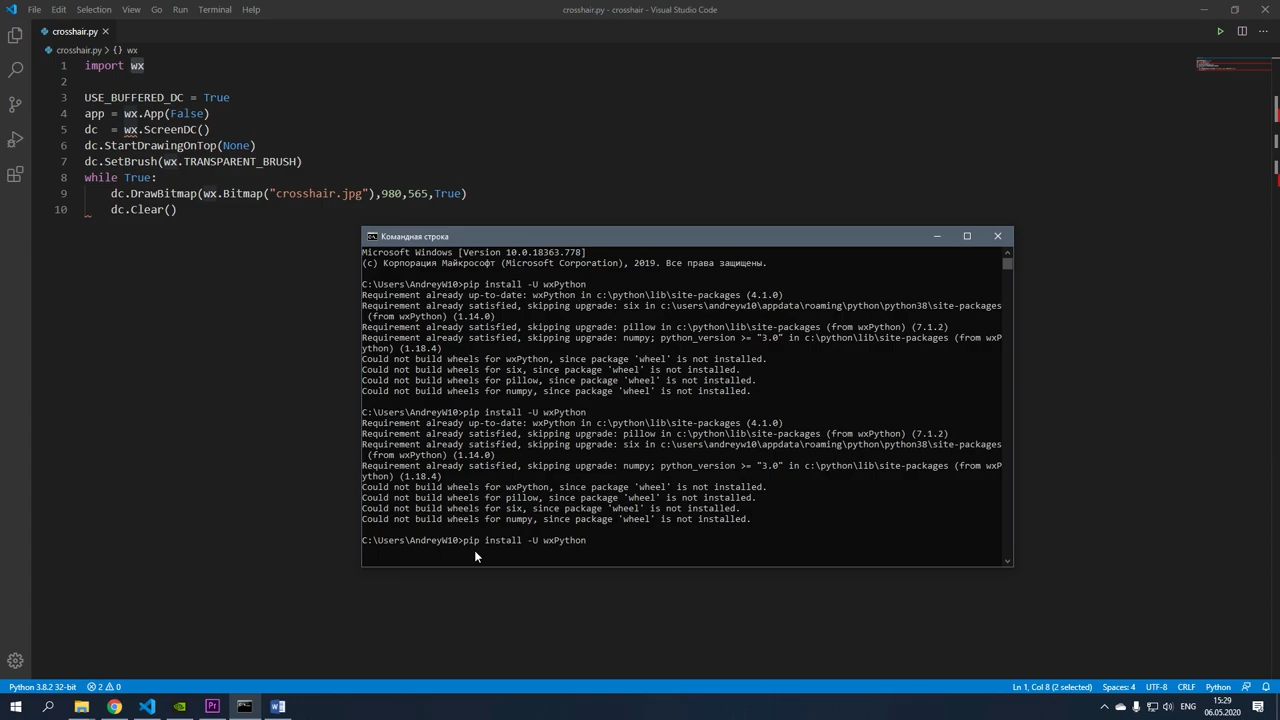 File Edit Selection View Go Run Terminal Help
crosshair.py - crosshair - Visual Studio Code
crosshair.py
crosshair.py > {} wx
1 import wx
2
3 USE_BUFFERED_DC = True
4 app = wx.App(False)
5 dc  = wx.ScreenDC()
6 dc.StartDrawingOnTop(None)
7 dc.SetBrush(wx.TRANSPARENT_BRUSH)
8 while True:
9     dc.DrawBitmap(wx.Bitmap("crosshair.jpg"),980,565,True)
10     dc.Clear()
Командная строка
Microsoft Windows [Version 10.0.18363.778]
(c) Корпорация Майкрософт (Microsoft Corporation), 2019. Все права защищены.
C:\Users\AndreyW10>pip install -U wxPython
Requirement already up-to-date: wxPython in c:\python\lib\site-packages (4.1.0)
Requirement already satisfied, skipping upgrade: six in c:\users\andreyw10\appdata\roaming\python\python38\site-packages
(from wxPython) (1.14.0)
Requirement already satisfied, skipping upgrade: pillow in c:\python\lib\site-packages (from wxPython) (7.1.2)
Requirement already satisfied, skipping upgrade: numpy; python_version >= "3.0" in c:\python\lib\site-packages (from wxP
ython) (1.18.4)
Could not build wheels for wxPython, since package 'wheel' is not installed.
Could not build wheels for six, since package 'wheel' is not installed.
Could not build wheels for pillow, since package 'wheel' is not installed.
Could not build wheels for numpy, since package 'wheel' is not installed.
C:\Users\AndreyW10>pip install -U wxPython
Requirement already up-to-date: wxPython in c:\python\lib\site-packages (4.1.0)
Requirement already satisfied, skipping upgrade: pillow in c:\python\lib\site-packages (from wxPython) (7.1.2)
Requirement already satisfied, skipping upgrade: six in c:\users\andreyw10\appdata\roaming\python\python38\site-packages
(from wxPython) (1.14.0)
Requirement already satisfied, skipping upgrade: numpy; python_version >= "3.0" in c:\python\lib\site-packages (from wxP
ython) (1.18.4)
Could not build wheels for wxPython, since package 'wheel' is not installed.
Could not build wheels for pillow, since package 'wheel' is not installed.
Could not build wheels for six, since package 'wheel' is not installed.
Could not build wheels for numpy, since package 'wheel' is not installed.
C:\Users\AndreyW10>pip install -U wxPython
Python 3.8.2 32-bit 2 0 Ln 1, Col 8 (2 selected) Spaces: 4 UTF-8 CRLF Python
Pr ENG 15:29
06.05.2020